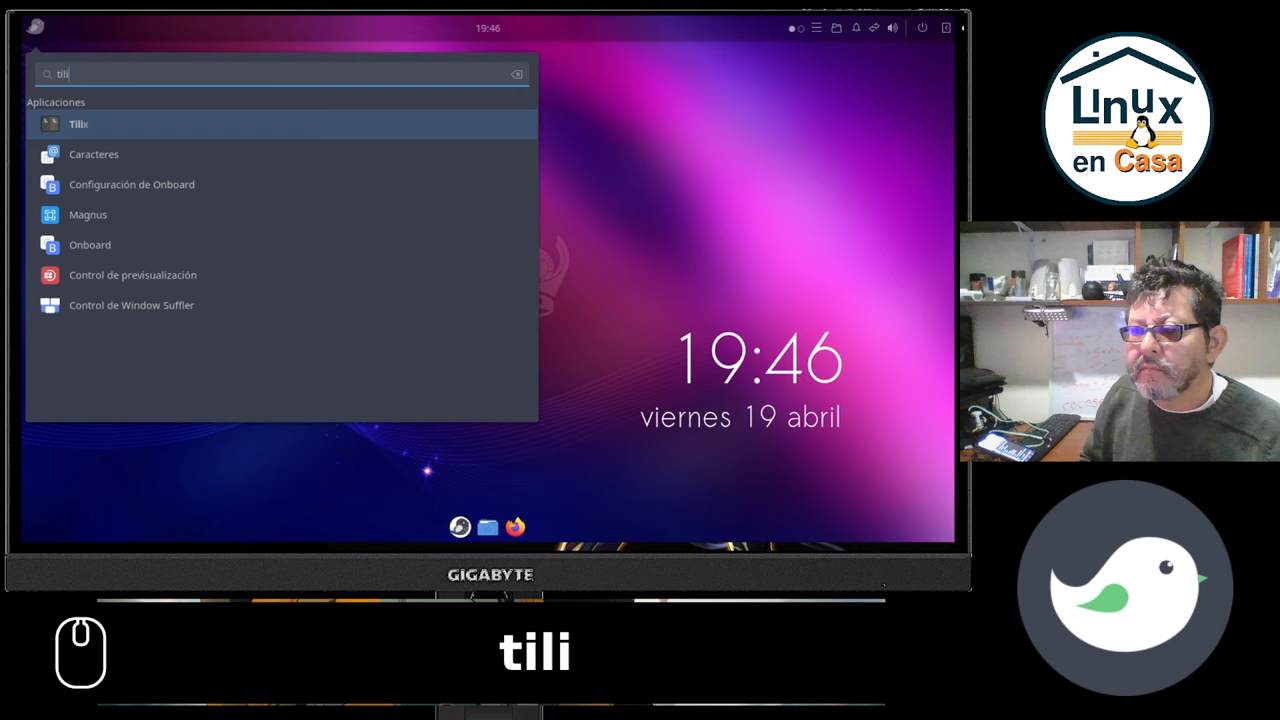 19:46
tili
Aplicaciones
Tilix
Caracteres
Configuración de Onboard
Magnus
Onboard
Control de previsualización
Control de Window Suffler
19:46
viernes 19 abril
GIGABYTE
tili
Linux
en Casa